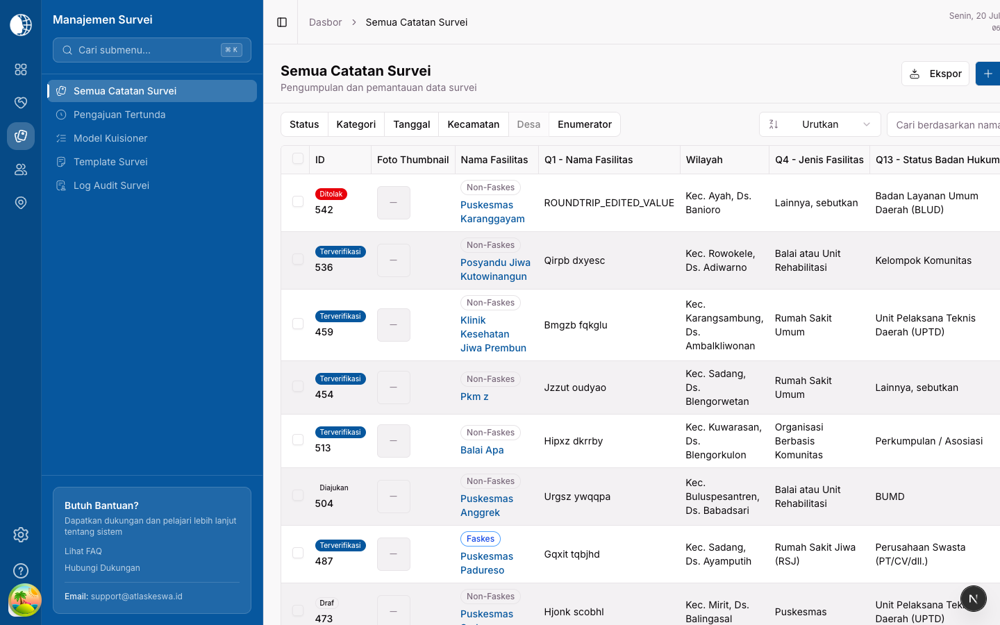 Manajemen Survei
Cari submenu...
⌘ K
Semua Catatan Survei
Pengajuan Tertunda
Model Kuisioner
Template Survei
Log Audit Survei
Butuh Bantuan?
Dapatkan dukungan dan pelajari lebih lanjut
tentang sistem
Lihat FAQ
Hubungi Dukungan
Email: support@atlaskeswa.id
Dasbor > Semua Catatan Survei
Senin, 20 Jul
06
Semua Catatan Survei
Pengumpulan dan pemantauan data survei
Ekspor
Status
Kategori
Tanggal
Kecamatan
Desa
Enumerator
Urutkan
Cari berdasarkan nama
ID
Foto Thumbnail
Nama Fasilitas
Q1 - Nama Fasilitas
Wilayah
Q4 - Jenis Fasilitas
Q13 - Status Badan Hukum
Ditolak
542
—
Non-Faskes
Puskesmas
Karanggayam
ROUNDTRIP_EDITED_VALUE
Kec. Ayah, Ds.
Banioro
Lainnya, sebutkan
Badan Layanan Umum
Daerah (BLUD)
Terverifikasi
536
—
Non-Faskes
Posyandu Jiwa
Kutowinangun
Qirpb dxyesc
Kec. Rowokele,
Ds. Adiwarno
Balai atau Unit
Rehabilitasi
Kelompok Komunitas
Terverifikasi
459
—
Non-Faskes
Klinik
Kesehatan
Jiwa Prembun
Bmgzb fqkglu
Kec.
Karangsambung,
Ds.
Ambalkliwonan
Rumah Sakit
Umum
Unit Pelaksana Teknis
Daerah (UPTD)
Terverifikasi
454
—
Non-Faskes
Pkm z
Jzzut oudyao
Kec. Sadang,
Ds.
Blengorwetan
Rumah Sakit
Umum
Lainnya, sebutkan
Terverifikasi
513
—
Non-Faskes
Balai Apa
Hipxz dkrrby
Kec. Kuwarasan,
Ds.
Blengorkulon
Organisasi
Berbasis
Komunitas
Perkumpulan / Asosiasi
Diajukan
504
—
Non-Faskes
Puskesmas
Anggrek
Urgsz ywqqpa
Kec.
Buluspesantren,
Ds. Babadsari
Balai atau Unit
Rehabilitasi
BUMD
Terverifikasi
487
—
Faskes
Puskesmas
Padureso
Gqxit tqbjhd
Kec. Sadang,
Ds. Ayamputih
Rumah Sakit Jiwa
(RSJ)
Perusahaan Swasta
(PT/CV/dll.)
Draf
473
—
Non-Faskes
Puskesmas
Hjonk scobhl
Kec. Mirit, Ds.
Balingasal
Puskesmas
Unit Pelaksana
Daerah (UPTD)
N